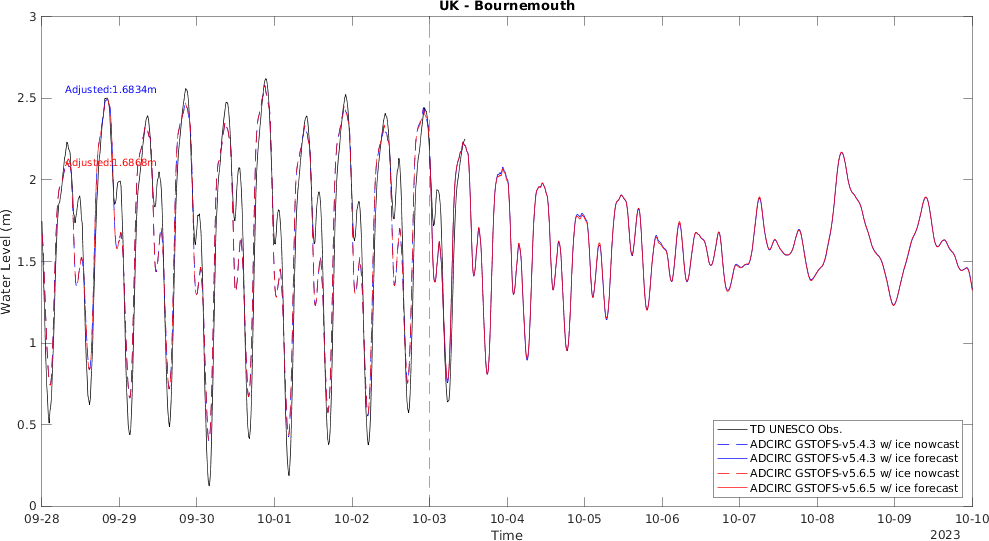 UK - Bournemouth
3
2.5
2
1.5
1
0.5
0
Water Level (m)
Adjusted:1.6834m
Adjusted:1.6868m
TD UNESCO Obs.
ADCIRC GSTOFS-v5.4.3 w/ ice nowcast
ADCIRC GSTOFS-v5.4.3 w/ ice forecast
ADCIRC GSTOFS-v5.6.5 w/ ice nowcast
ADCIRC GSTOFS-v5.6.5 w/ ice forecast
09-28 09-29 09-30 10-01 10-02 10-03 10-04 10-05 10-06 10-07 10-08 10-09 10-10
Time
2023